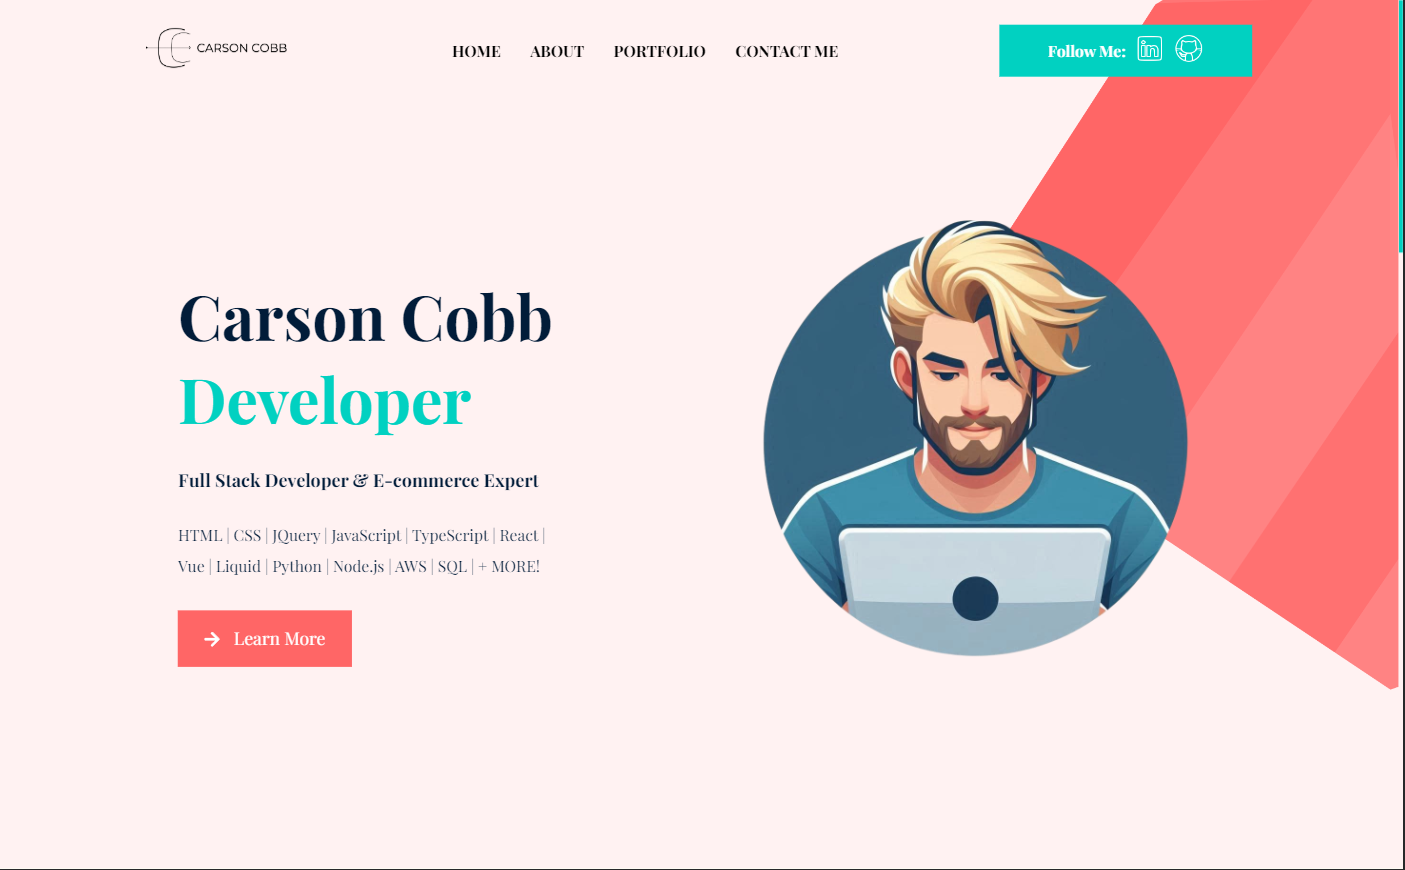 CARSON COBB
HOME ABOUT PORTFOLIO CONTACT ME
Follow Me: in
Carson Cobb
Developer
Full Stack Developer & E-commerce Expert
HTML | CSS | JQuery | JavaScript | TypeScript | React |
Vue | Liquid | Python | Node.js | AWS | SQL | + MORE!
Learn More